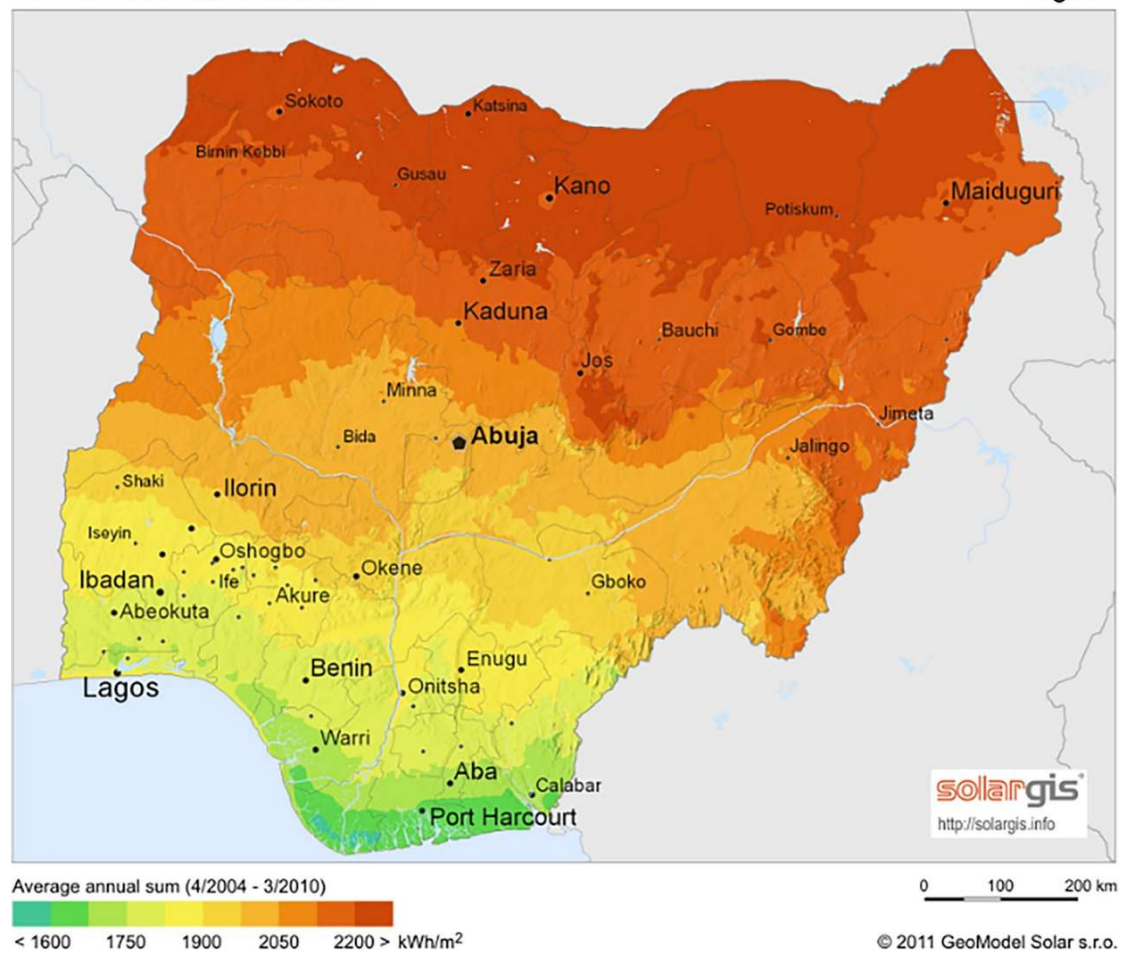 Sokoto
Katsina
Birnin Kebbi
Gusau
Kano
Maiduguri
Potiskum
Zaria
Kaduna
Bauchi
Gombe
Jos
Minna
Jimeta
Bida
Abuja
Jalingo
Shaki
Ilorin
Iseyin
Oshogbo
Okene
Ibadan
Ife
Gboko
Akure
Abeokuta
Benin
Enugu
Onitsha
Lagos
Warri
Aba
Calabar
Port Harcourt
solargis
http://solargis.info
Average annual sum (4/2004 - 3/2010)
0 100 200 km
< 1600 1750 1900 2050 2200 > kWh/m²
© 2011 GeoModel Solar s.r.o.